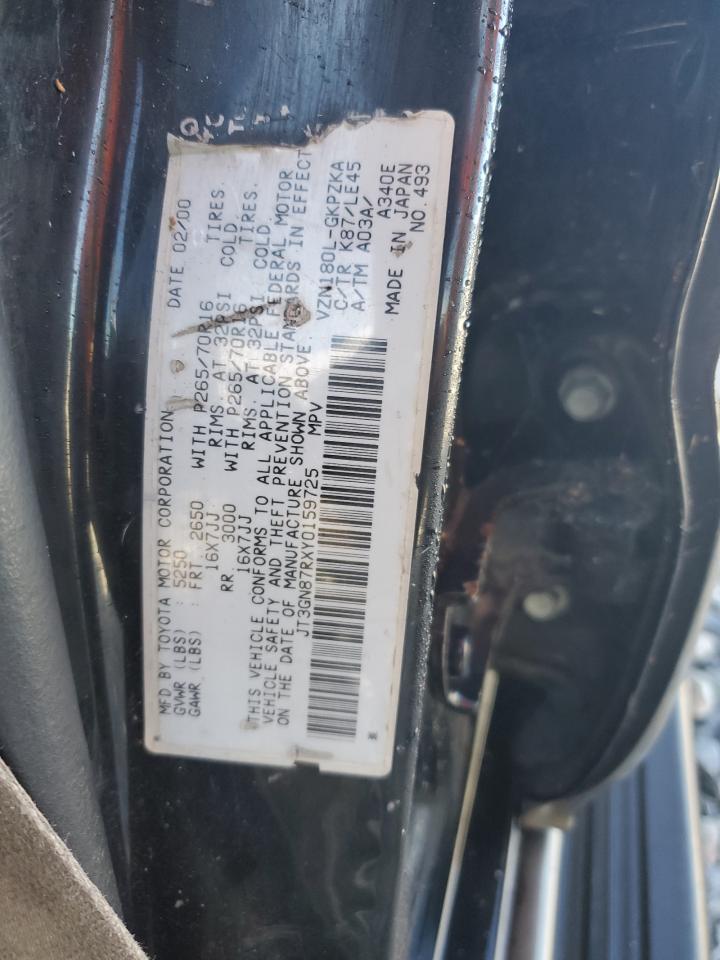 MFD BY TOYOTA MOTOR CORPORATION DATE 02/00
GVWR (LBS) : 5250
GAWR (LBS) FRT: 2650 WITH P265/70R16 TIRES,
16X7JJ RIMS, AT 32PSI COLD
RR 3000 WITH P265/70R16 TIRES,
16X7JJ RIMS, AT 32PSI COLD.
THIS VEHICLE CONFORMS TO ALL APPLICABLE FEDERAL MOTOR
VEHICLE SAFETY AND THEFT PREVENTION STANDARDS IN EFFECT
ON THE DATE OF MANUFACTURE SHOWN ABOVE.
JT3GN87RXY0159725 MPV
VZN180L-GKPZKA
C/TR K87/LE45
A/TM A03A/ A340E
MADE IN JAPAN
NO.493